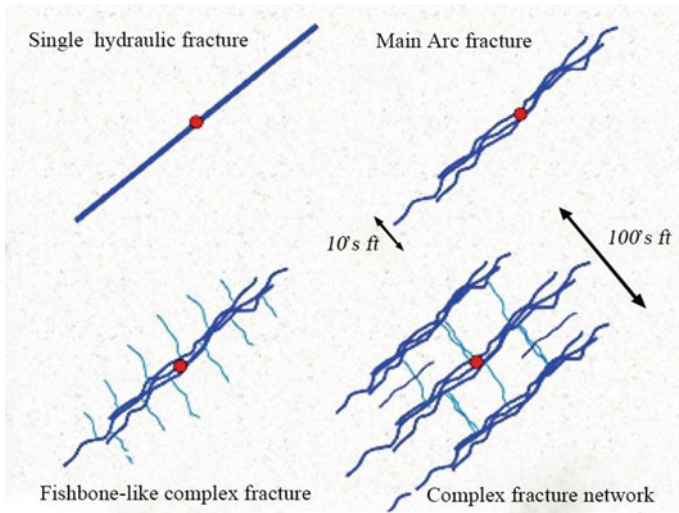 Single hydraulic fracture
Main Arc fracture
10's ft
100's ft
Fishbone-like complex fracture
Complex fracture network